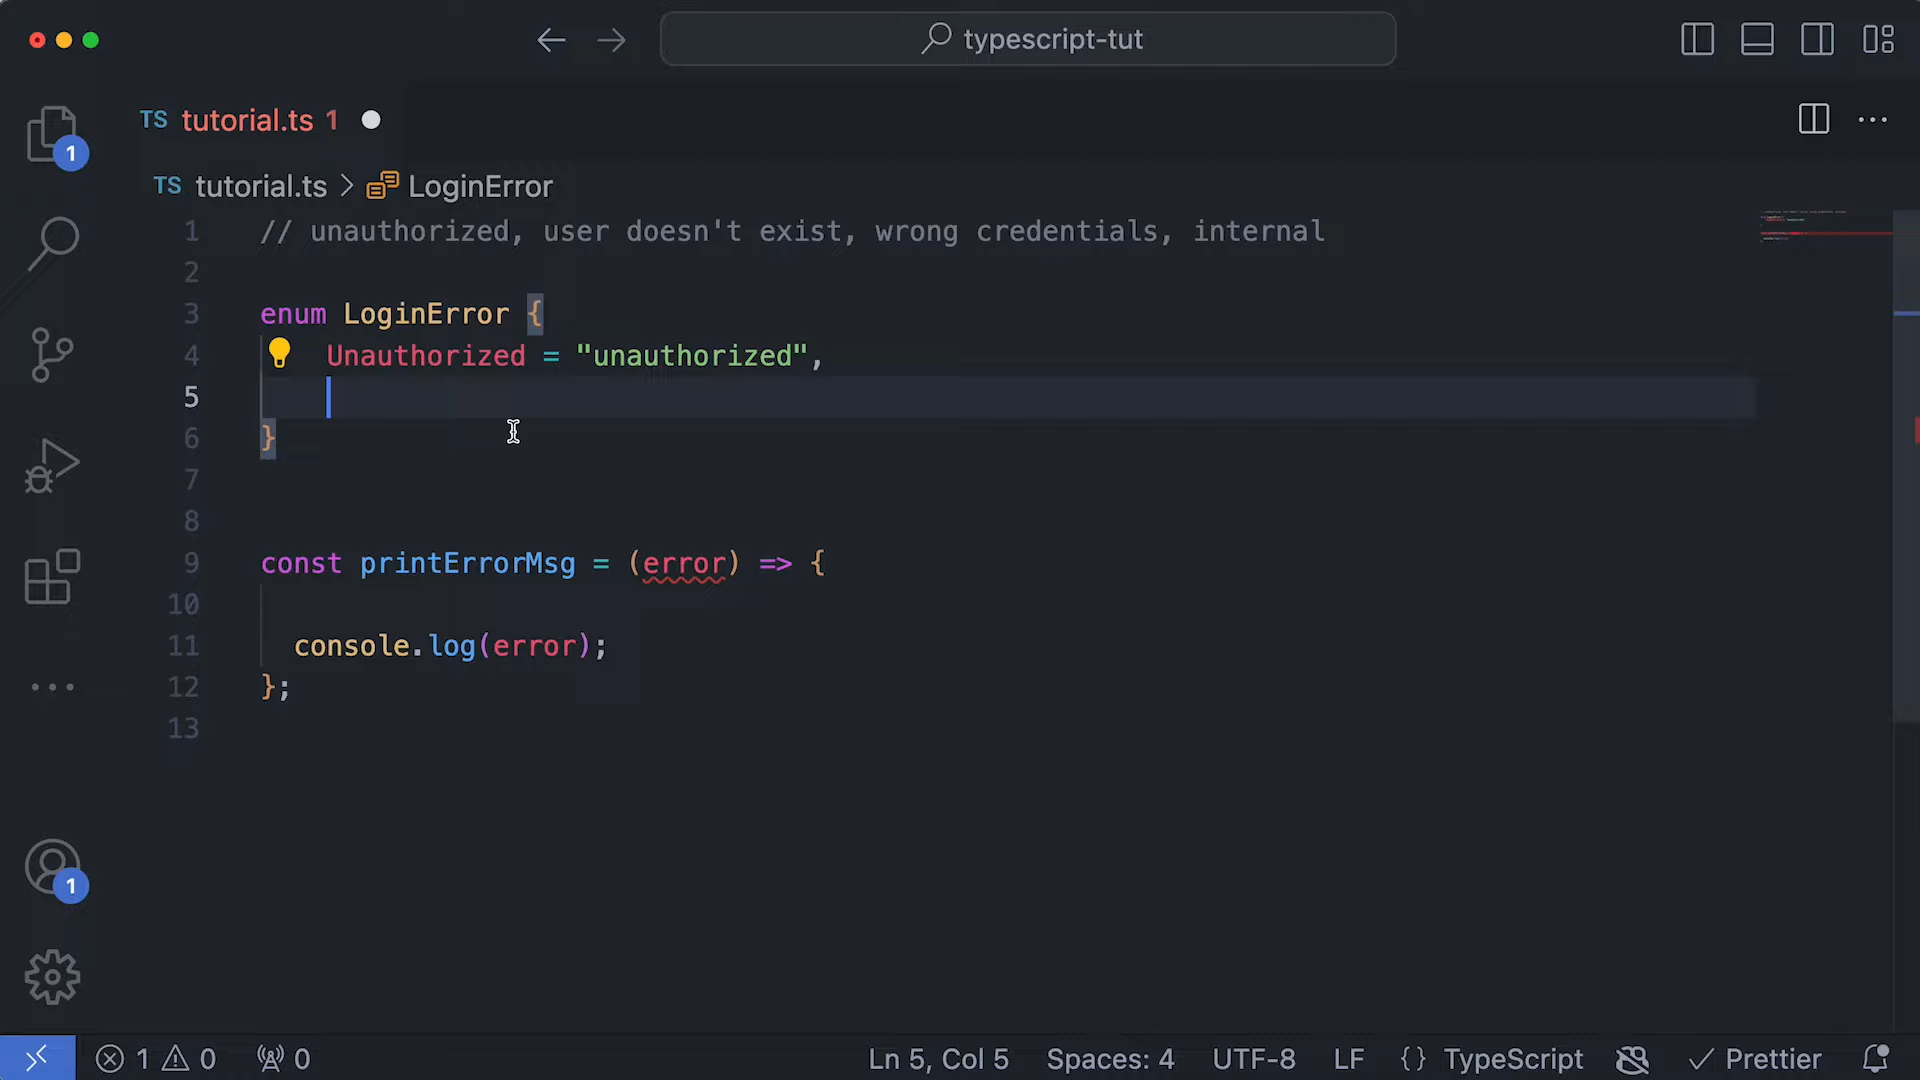 typescript-tut
TS tutorial.ts 1
1
TS tutorial.ts > LoginError
1 // unauthorized, user doesn't exist, wrong credentials, internal
2
3 enum LoginError {
4 Unauthorized = "unauthorized",
5
6 }
7
8
9 const printErrorMsg = (error) => {
10
11 console.log(error);
12 };
13
1
1 0 0 Ln 5, Col 5 Spaces: 4 UTF-8 LF {} TypeScript Prettier